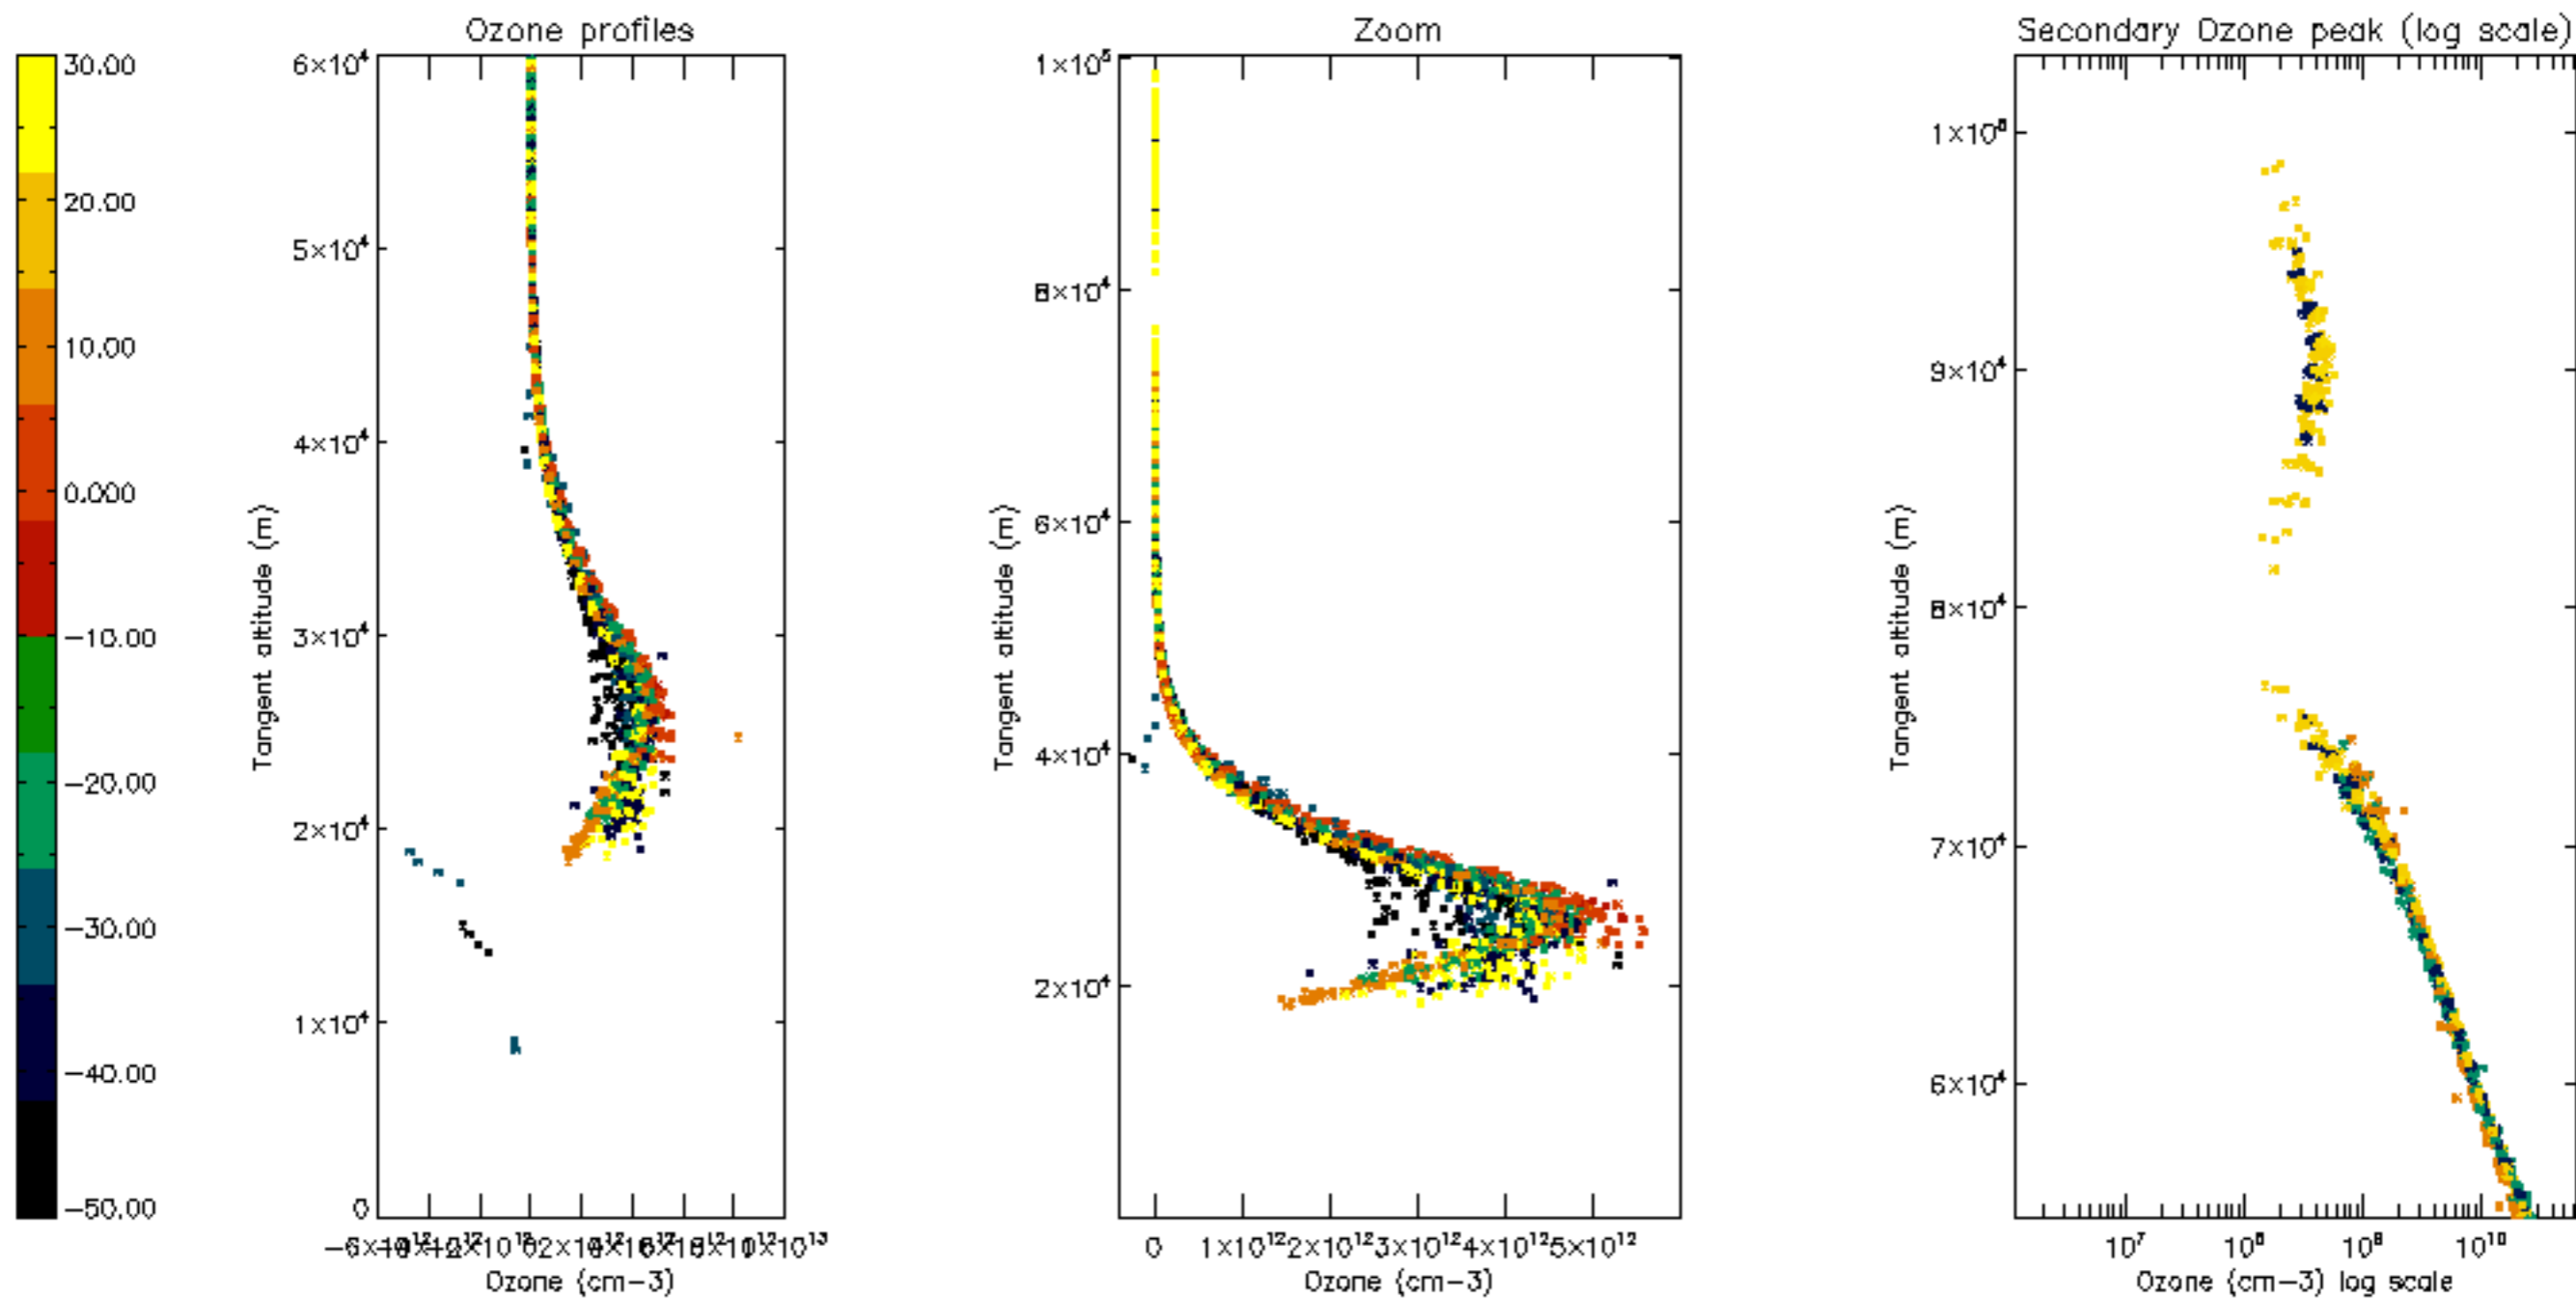 Ozone profiles
Zoom
Secondary Ozone peak (log scale)
30.00
20.00
10.00
0.000
−10.00
−20.00
−30.00
−40.00
−50.00
6×10⁴
5×10⁴
4×10⁴
3×10⁴
2×10⁴
1×10⁴
0
Tangent altitude (m)
Ozone (cm−3)
1×10⁵
8×10⁴
6×10⁴
4×10⁴
2×10⁴
Tangent altitude (m)
0 1×10¹² 2×10¹² 3×10¹² 4×10¹² 5×10¹²
Ozone (cm−3)
9×10⁴
8×10⁴
7×10⁴
6×10⁴
Tangent altitude (m)
10⁷ 10⁸ 10⁹ 10¹⁰
Ozone (cm−3) log scale